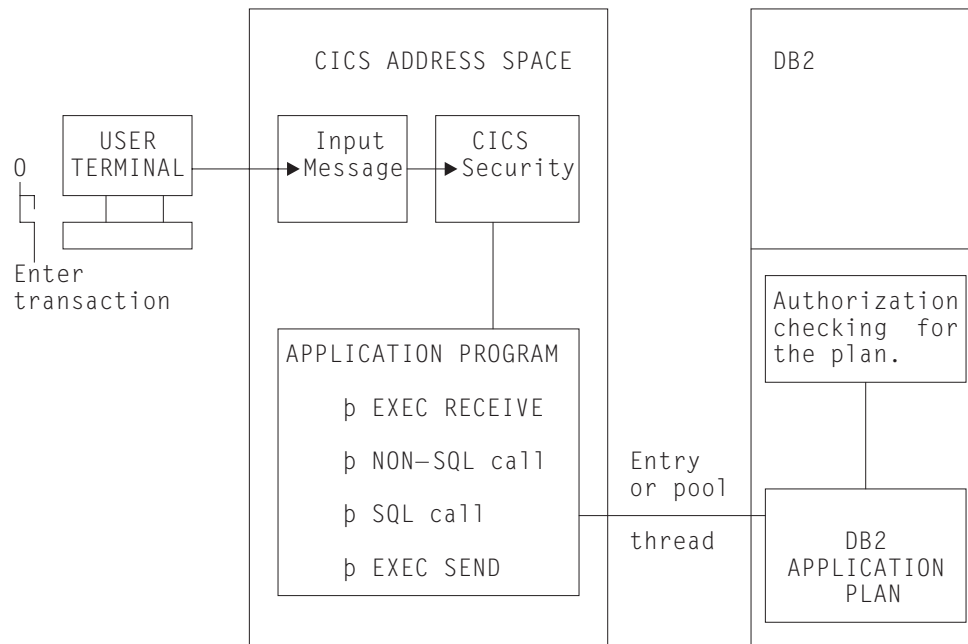 CICS ADDRESS SPACE
DB2
USER
TERMINAL
Input
Message
CICS
Security
O
Enter
transaction
Authorization
checking for
the plan.
APPLICATION PROGRAM
þ EXEC RECEIVE
þ NON—SQL call
þ SQL call
þ EXEC SEND
Entry
or pool
thread
DB2
APPLICATION
PLAN